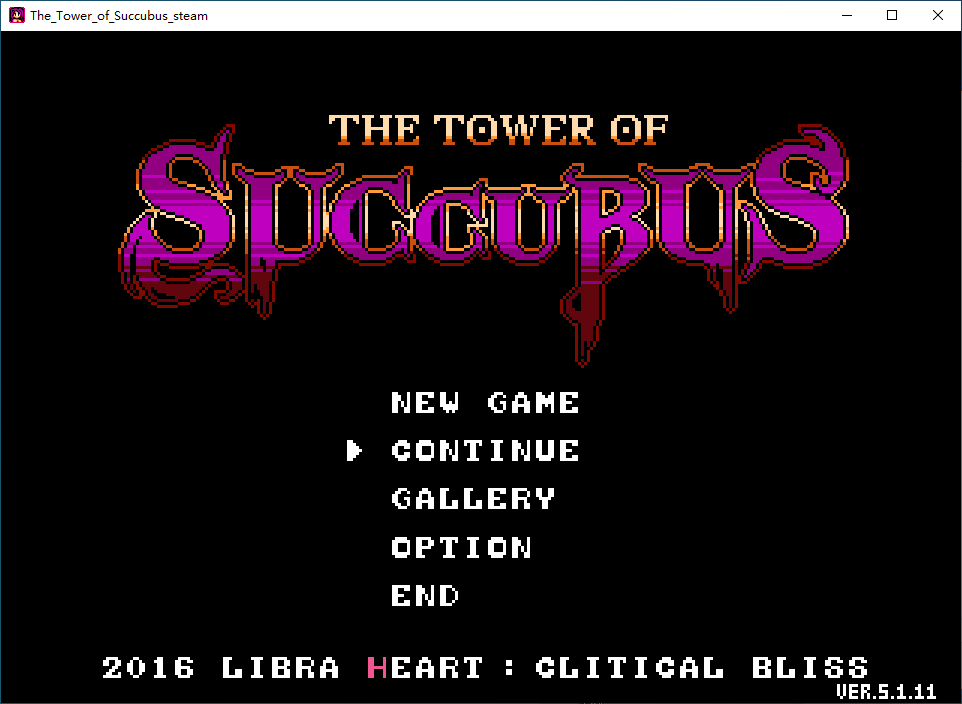 The_Tower_of_Succubus_steam
THE TOWER OF
SUCCUBUS
NEW GAME
CONTINUE
GALLERY
OPTION
END
2016 LIBRA HEART : CLITICAL BLISS
VER.5.1.11